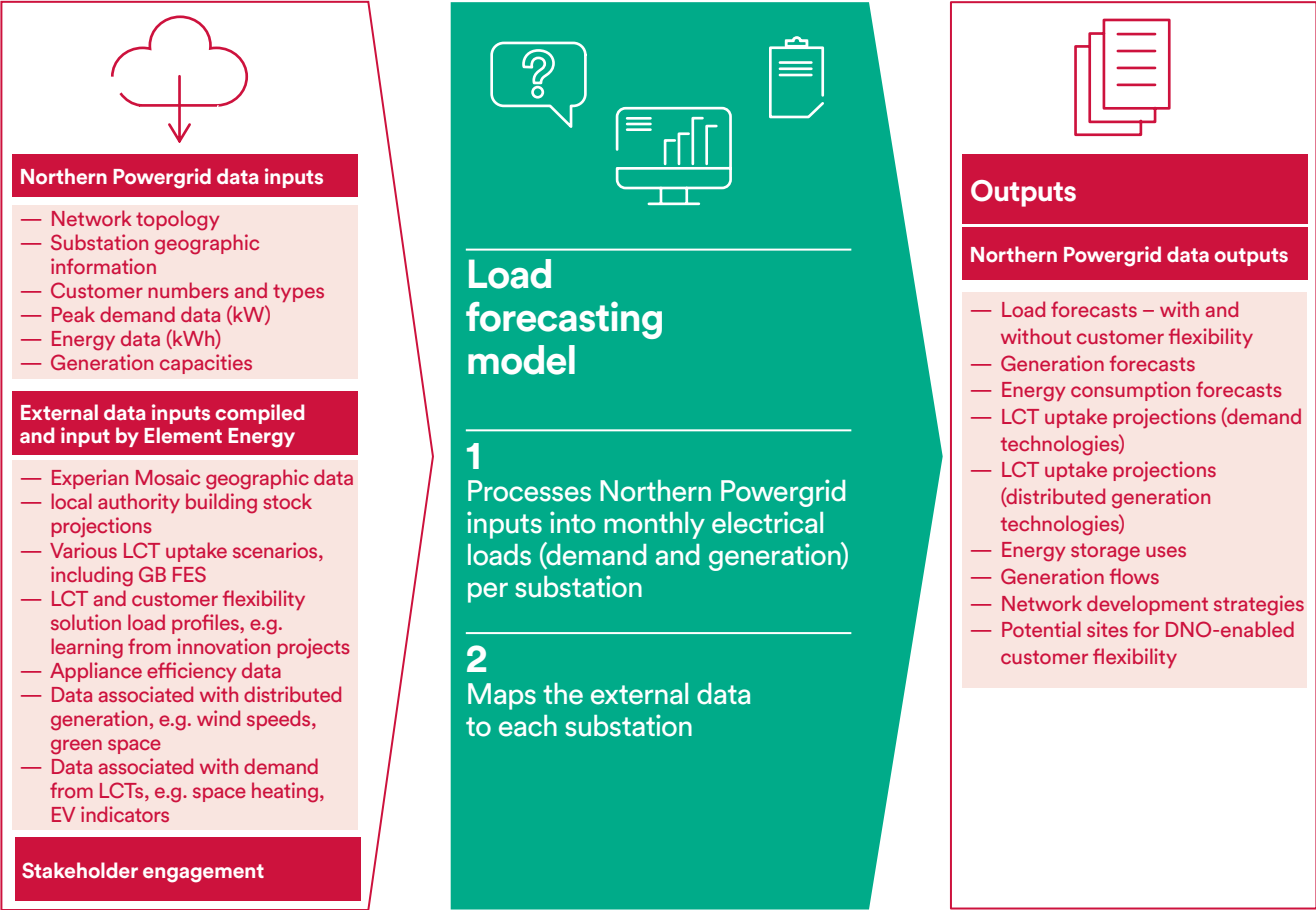 Northern Powergrid data inputs
— Network topology
— Substation geographic
information
— Customer numbers and types
— Peak demand data (kW)
— Energy data (kWh)
— Generation capacities
External data inputs compiled
and input by Element Energy
— Experian Mosaic geographic data
— local authority building stock
projections
— Various LCT uptake scenarios,
including GB FES
— LCT and customer flexibility
solution load profiles, e.g.
learning from innovation projects
— Appliance efficiency data
— Data associated with distributed
generation, e.g. wind speeds,
green space
— Data associated with demand
from LCTs, e.g. space heating,
EV indicators
Stakeholder engagement
?
Load
forecasting
model
1
Processes Northern Powergrid
inputs into monthly electrical
loads (demand and generation)
per substation
2
Maps the external data
to each substation
Outputs
Northern Powergrid data outputs
— Load forecasts – with and
without customer flexibility
— Generation forecasts
— Energy consumption forecasts
— LCT uptake projections (demand
technologies)
— LCT uptake projections
(distributed generation
technologies)
— Energy storage uses
— Generation flows
— Network development strategies
— Potential sites for DNO-enabled
customer flexibility